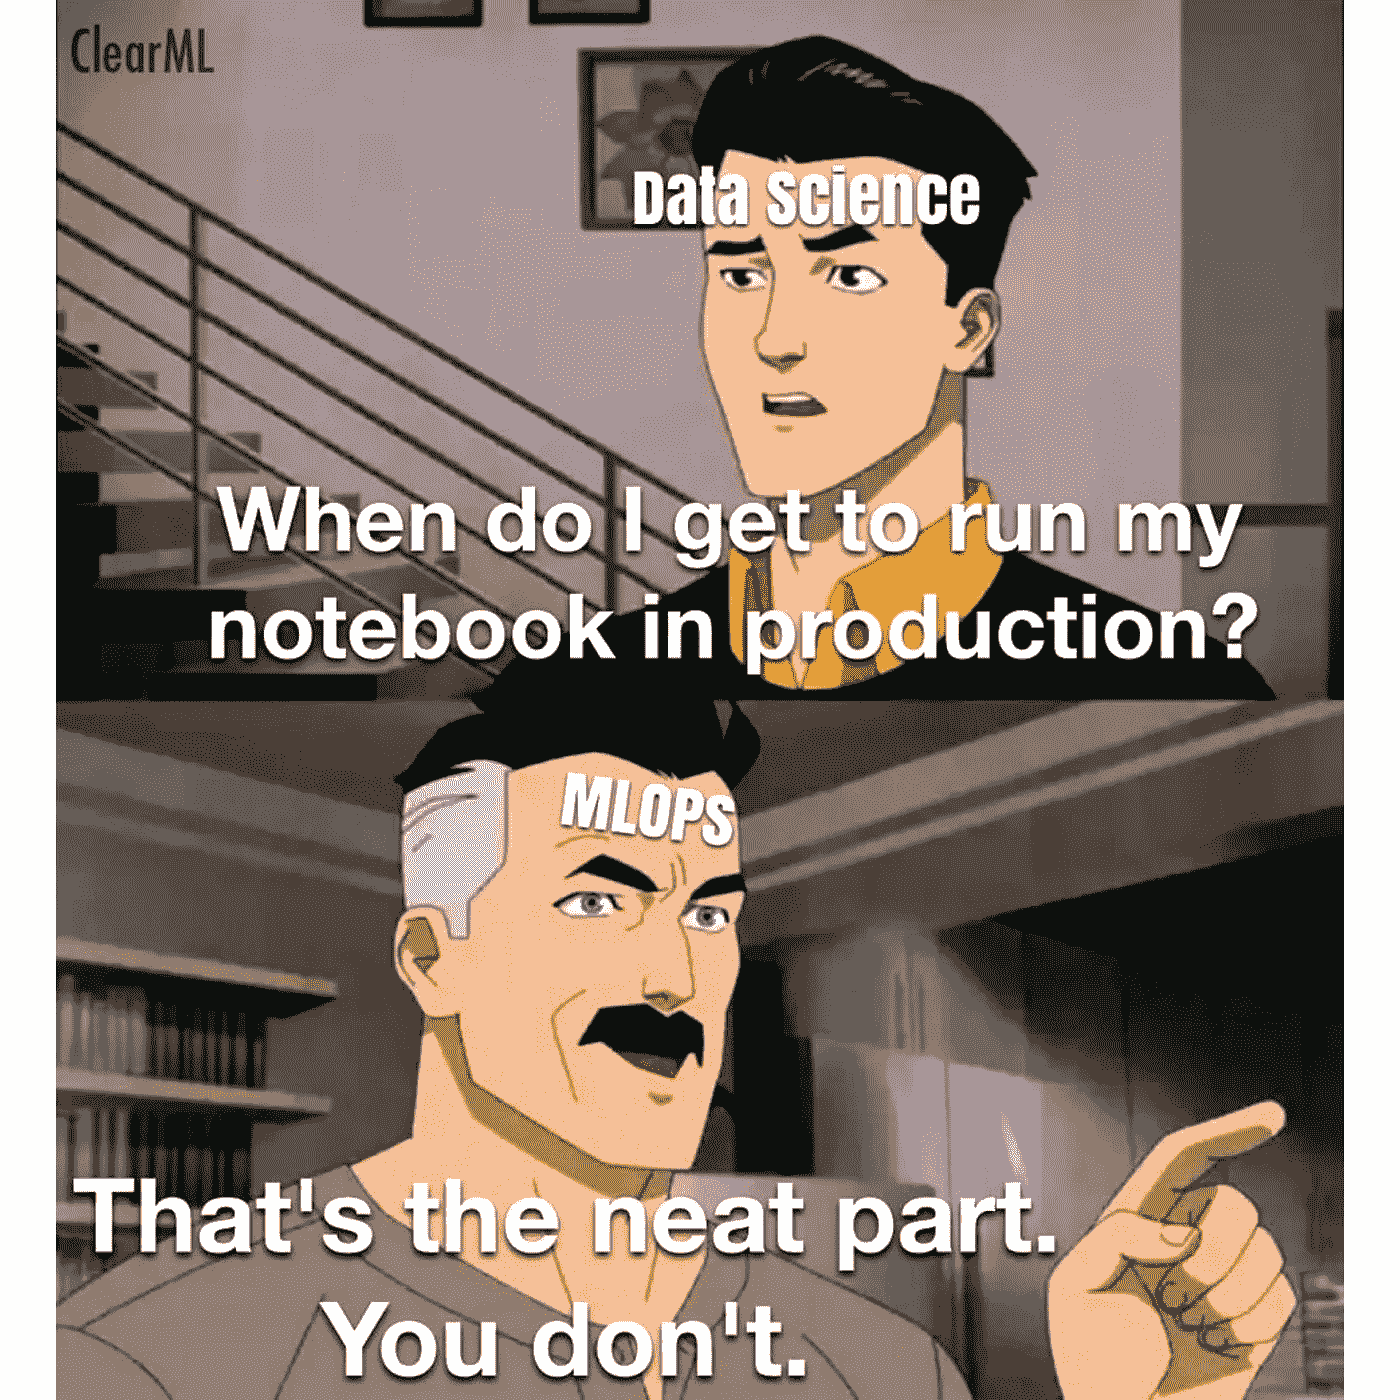 ClearML
Data Science
When do I get to run my
notebook in production?
MLOPS
That's the neat part.
You don't.